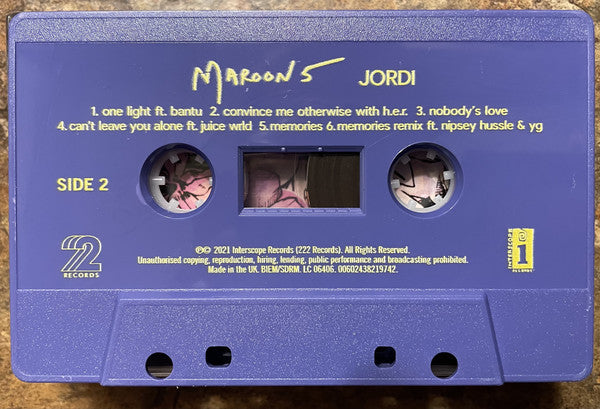 MAROON 5 JORDI
1. one light ft. bantu 2. convince me otherwise with h.e.r. 3. nobody's love
4. can't leave you alone ft. juice wrld 5. memories 6. memories remix ft. nipsey hussle & yg
SIDE 2
℗© 2021 Interscope Records (222 Records). All Rights Reserved.
Unauthorised copying, reproduction, hiring, lending, public performance and broadcasting prohibited.
Made in the UK. BIEM/SDRM. LC 06406. 00602438219742.
222
RECORDS
INTERSCOPE
i
RECORDS